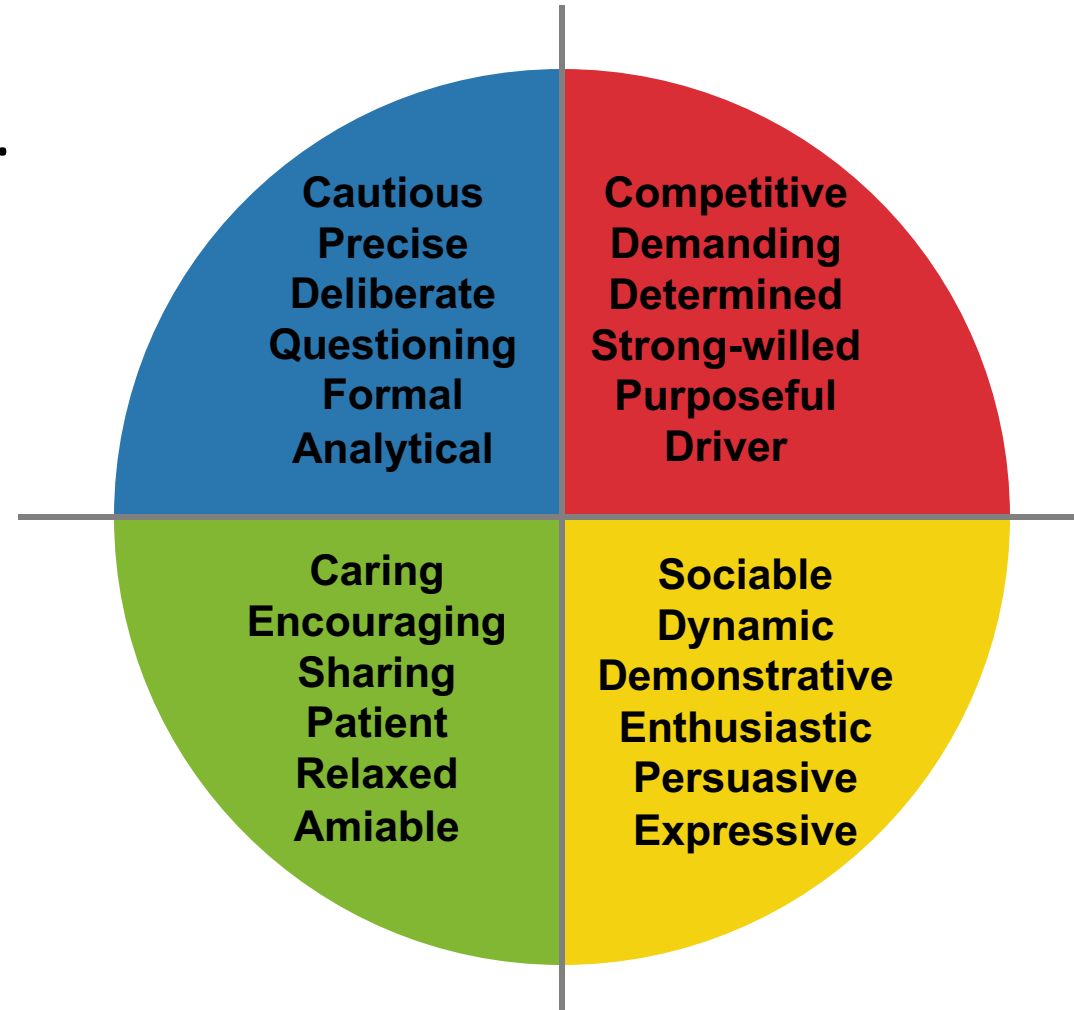 Cautious
Precise
Deliberate
Questioning
Formal
Analytical
Competitive
Demanding
Determined
Strong-willed
Purposeful
Driver
Caring
Encouraging
Sharing
Patient
Relaxed
Amiable
Sociable
Dynamic
Demonstrative
Enthusiastic
Persuasive
Expressive